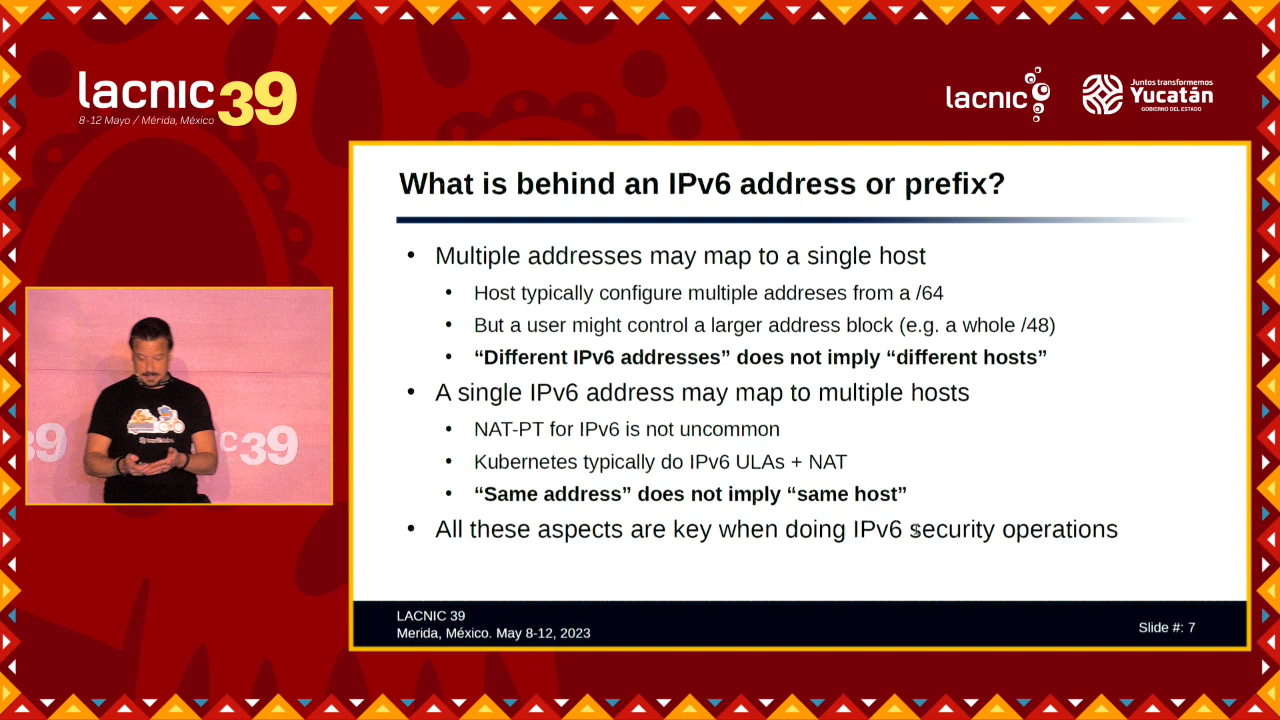 lacnic 39
8-12 Mayo / Mérida, México
lacnic
Juntos transformemos
Yucatán
GOBIERNO DEL ESTADO
What is behind an IPv6 address or prefix?
• Multiple addresses may map to a single host
• Host typically configure multiple addreses from a /64
• But a user might control a larger address block (e.g. a whole /48)
• “Different IPv6 addresses” does not imply “different hosts”
• A single IPv6 address may map to multiple hosts
• NAT-PT for IPv6 is not uncommon
• Kubernetes typically do IPv6 ULAs + NAT
• “Same address” does not imply “same host”
• All these aspects are key when doing IPv6 security operations
39
c39
LACNIC 39
Merida, México. May 8-12, 2023
Slide #: 7